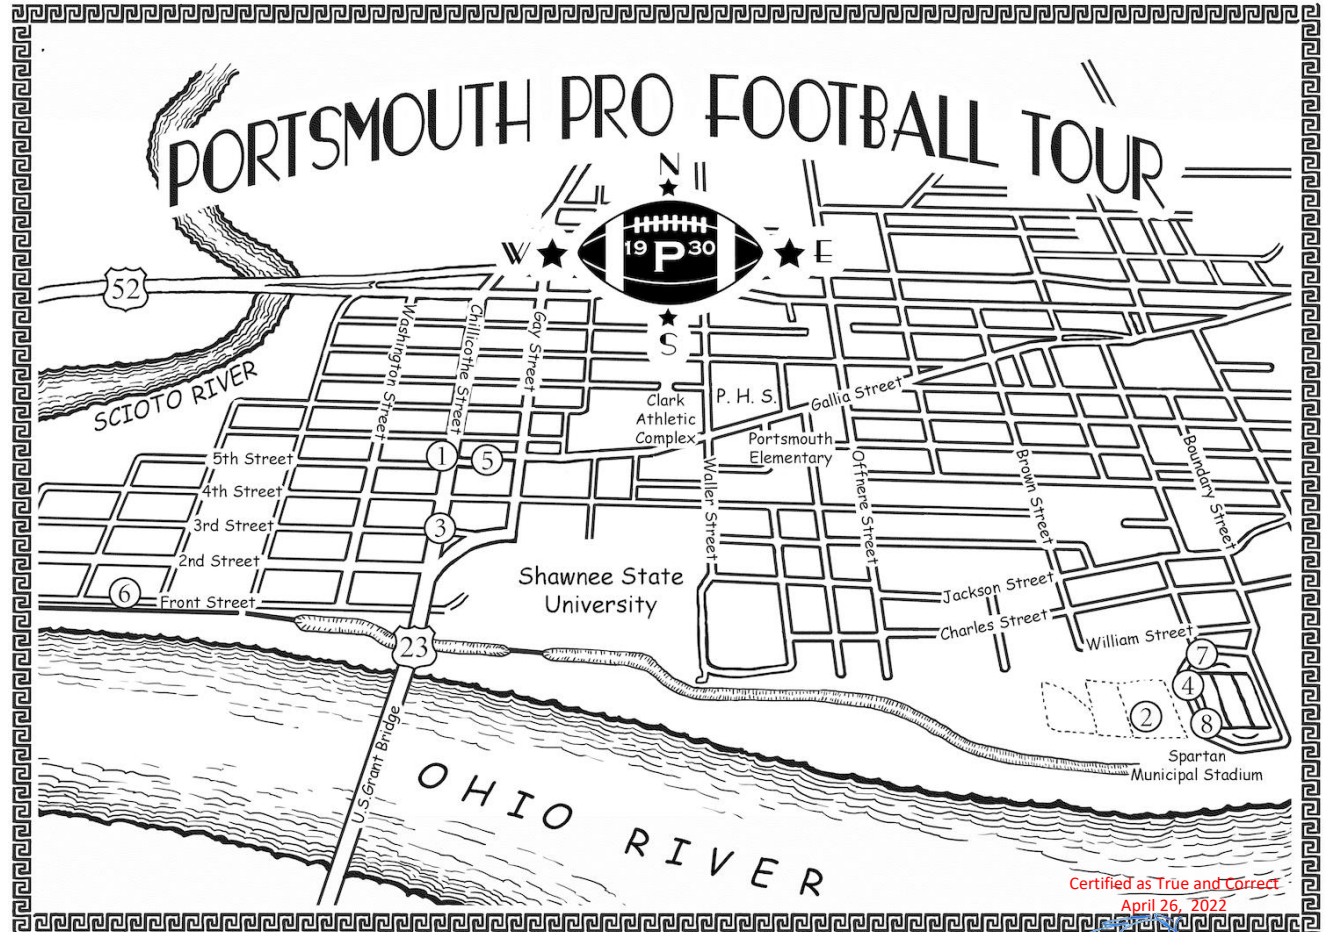 PORTSMOUTH PRO FOOTBALL TOUR
N
W
19 P 30
E
S
52
SCIOTO RIVER
Washington Street
Chillicothe Street
Gay Street
Clark
Athletic
Complex
P. H. S.
Gallia Street
Portsmouth
Elementary
Waller Street
Offnere Street
Brown Street
Boundary Street
5th Street
1
5
4th Street
3rd Street
3
2nd Street
6
Front Street
Shawnee State
University
Jackson Street
Charles Street
William Street
23
7
4
2
8
Spartan
Municipal Stadium
U.S.Grant Bridge
OHIO RIVER
Certified as True and Correct
April 26, 2022